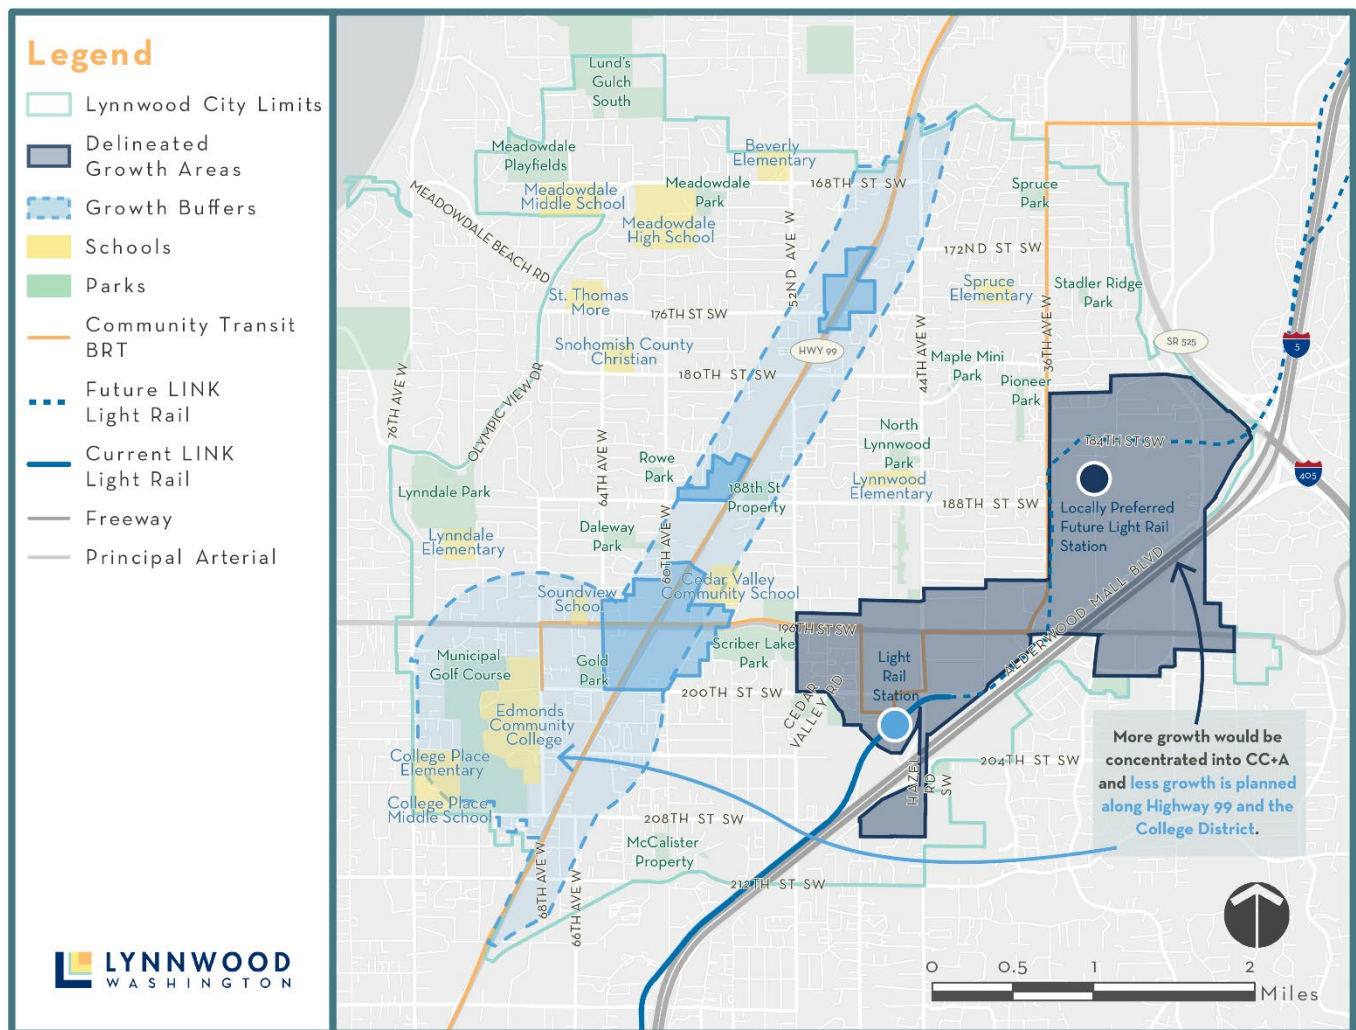 Legend
Lynnwood City Limits
Delineated
Growth Areas
Growth Buffers
Schools
Parks
Community Transit
BRT
Future LINK
Light Rail
Current LINK
Light Rail
Freeway
Principal Arterial
LYNNWOOD
WASHINGTON
Lund's
Gulch
South
Meadowdale
Playfields
Beverly
Elementary
Meadowdale
Middle School
Meadowdale
Park
168TH ST SW
Spruce
Park
MEADOWDALE BEACH RD
Meadowdale
High School
52ND AVE W
172ND ST SW
St. Thomas
More
176TH ST SW
Spruce
Elementary
Stadler Ridge
Park
36TH AVE W
44TH AVE W
SR 525
5
HWY 99
Snohomish County
Christian
180TH ST SW
Maple Mini
Park
Pioneer
Park
76TH AVE W
OLYMPIC VIEW DR
64TH AVE W
North
Lynnwood
Park
184TH ST SW
Rowe
Park
405
Lynndale Park
188th St
Property
Lynnwood
Elementary
188TH ST SW
Locally Preferred
Future Light Rail
Station
Lynndale
Elementary
Daleway
Park
60TH AVE W
Cedar Valley
Community School
Soundview
School
ALDERWOOD MALL BLVD
196TH ST SW
Scriber Lake
Park
Municipal
Golf Course
Gold
Park
Light
Rail
Station
200TH ST SW
CEDAR
VALLEY RD
Edmonds
Community
College
College Place
Elementary
College Place
Middle School
HAZEL
RD
SW
204TH ST SW
208TH ST SW
McCalister
Property
68TH AVE W
66TH AVE W
212TH ST SW
More growth would be
concentrated into CC+A
and less growth is planned
along Highway 99 and the
College District.
0 0.5 1 2
Miles